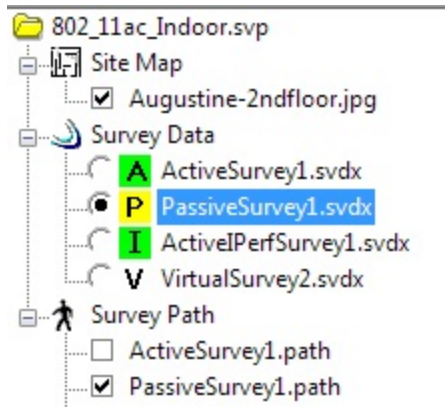 802_11ac_Indoor.svp
Site Map
Augustine-2ndfloor.jpg
Survey Data
A ActiveSurvey1.svdx
P PassiveSurvey1.svdx
I ActiveIPerfSurvey1.svdx
V VirtualSurvey2.svdx
Survey Path
ActiveSurvey1.path
PassiveSurvey1.path